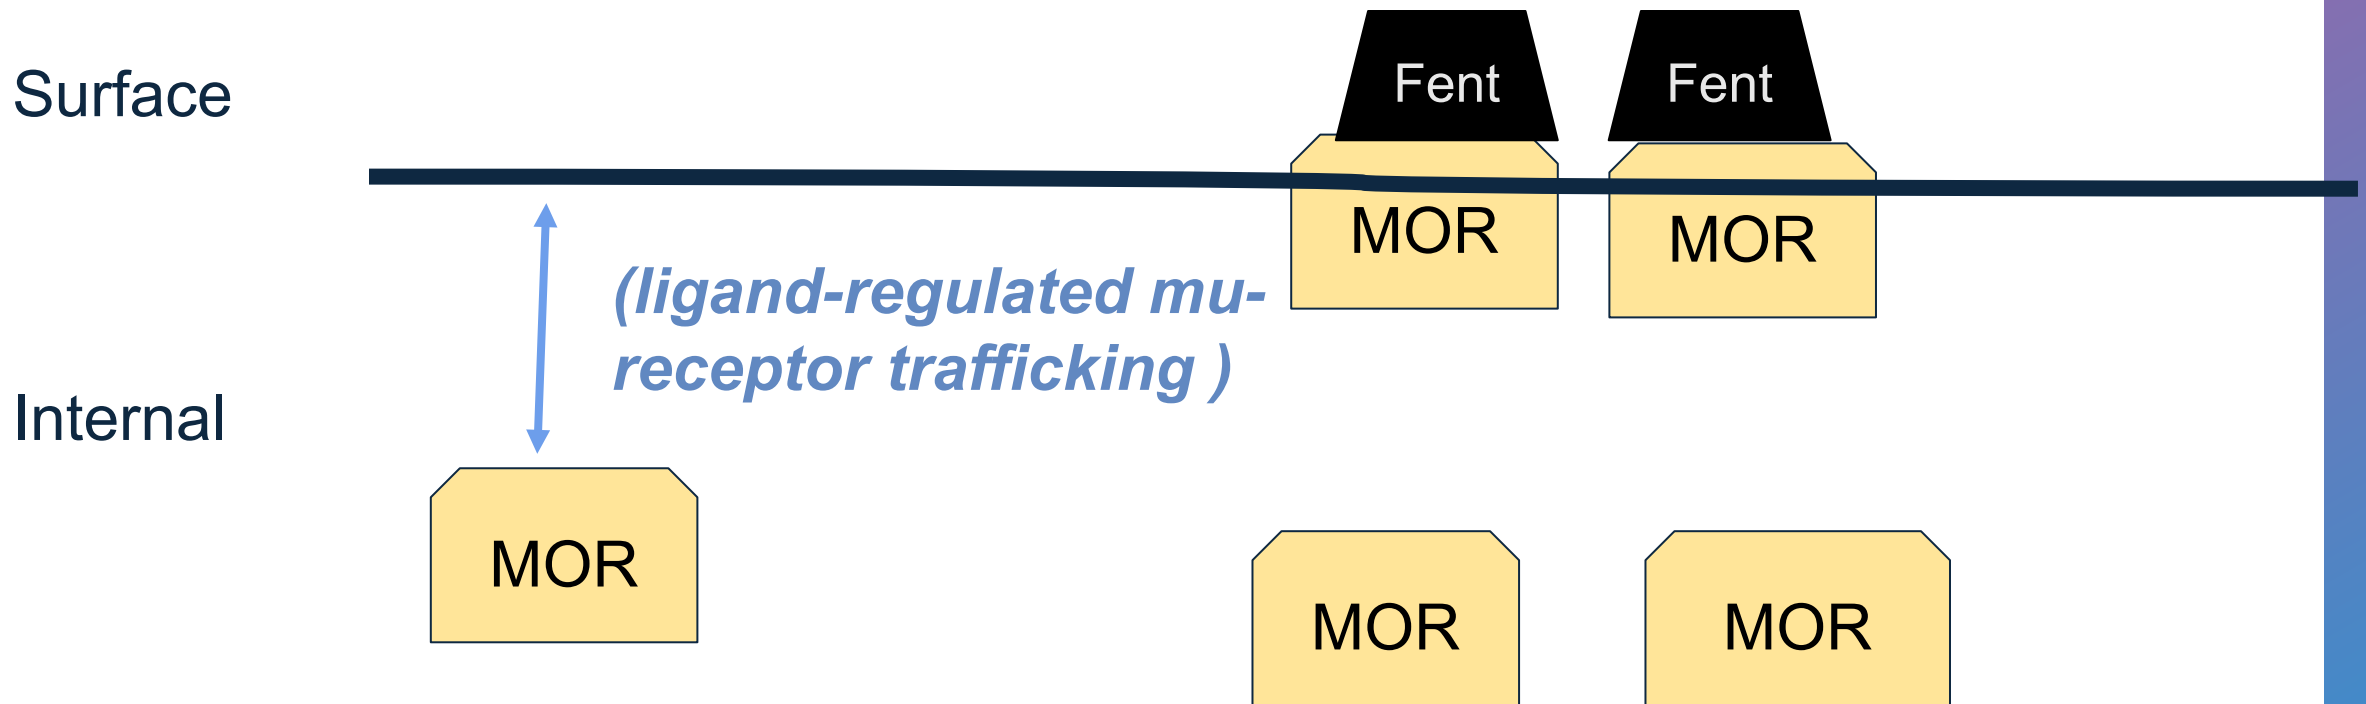 Fent Fent
Surface
MOR MOR
(ligand-regulated mu-
receptor trafficking )
Internal
MOR
MOR MOR